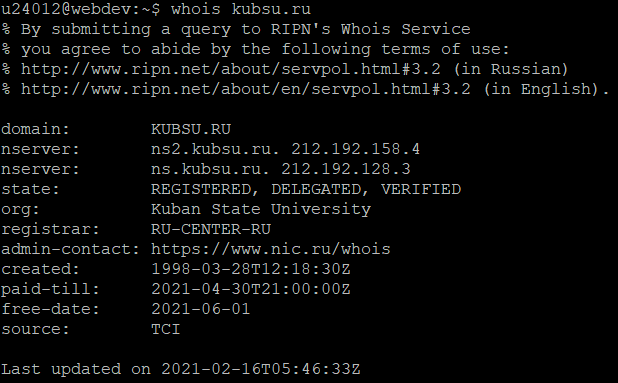 u24012@webdev:~$ whois kubsu.ru
% By submitting a query to RIPN's Whois Service
% you agree to abide by the following terms of use:
% http://www.ripn.net/about/servpol.html#3.2 (in Russian)
% http://www.ripn.net/about/en/servpol.html#3.2 (in English).

domain:        KUBSU.RU
nserver:       ns2.kubsu.ru. 212.192.158.4
nserver:       ns.kubsu.ru. 212.192.128.3
state:         REGISTERED, DELEGATED, VERIFIED
org:           Kuban State University
registrar:     RU-CENTER-RU
admin-contact: https://www.nic.ru/whois
created:       1998-03-28T12:18:30Z
paid-till:     2021-04-30T21:00:00Z
free-date:     2021-06-01
source:        TCI

Last updated on 2021-02-16T05:46:33Z